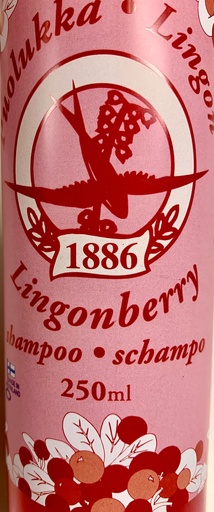 Puolukka • Lingon
1886
Lingonberry
shampoo • schampo
250ml